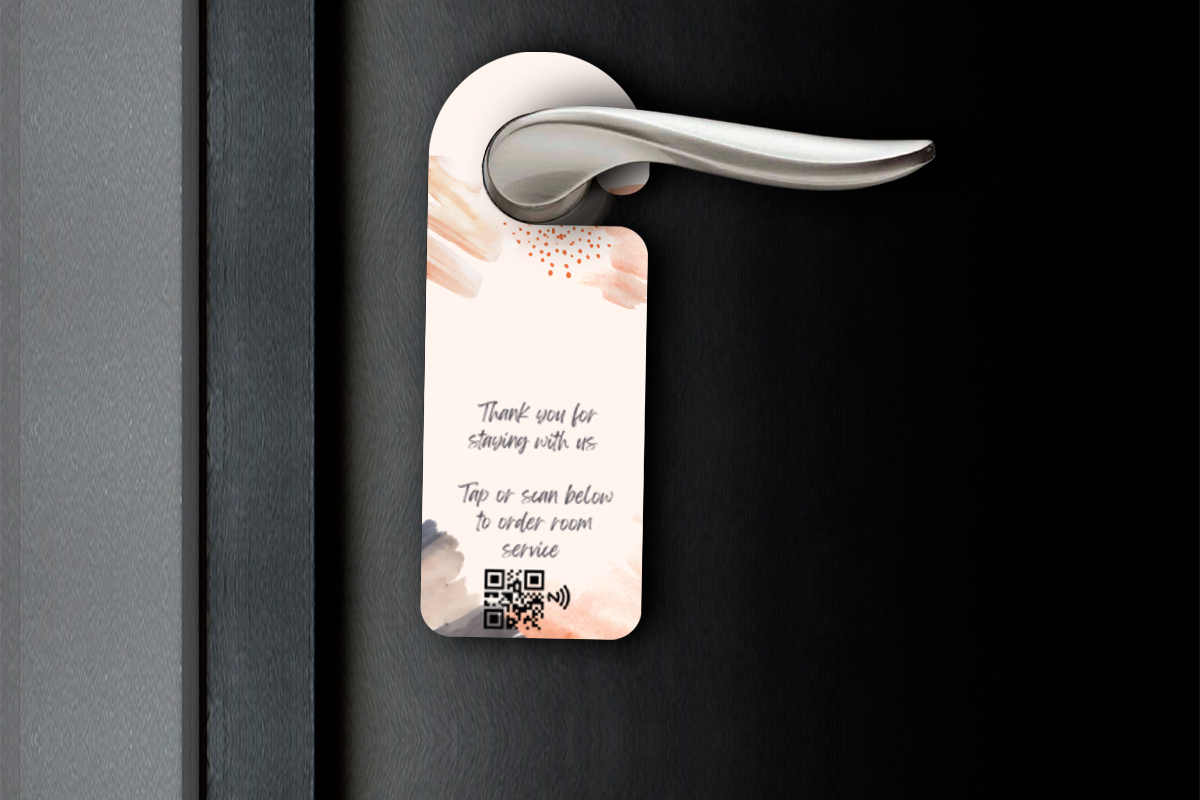 Thank you for
staying with us
Tap or scan below
to order room
service